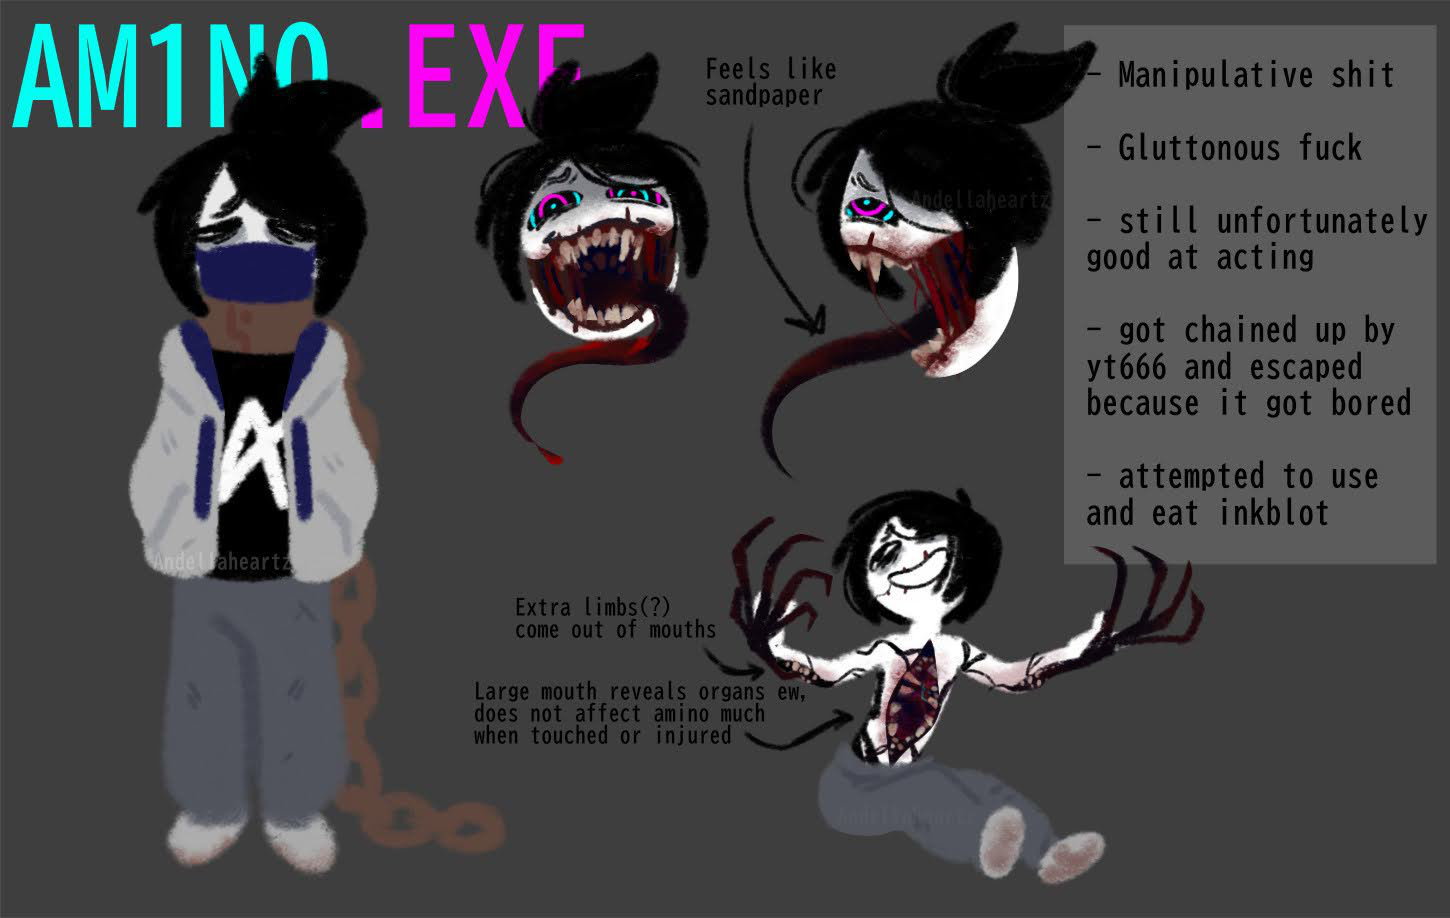 AM1NO.EXE
Feels like
sandpaper
- Manipulative shit
- Gluttonous fuck
- still unfortunately
good at acting
- got chained up by
yt666 and escaped
because it got bored
- attempted to use
and eat inkblot
Andellaheartz
A
Andellaheartz
Extra limbs(?)
come out of mouths
Large mouth reveals organs ew,
does not affect amino much
when touched or injured
Andellaheartz